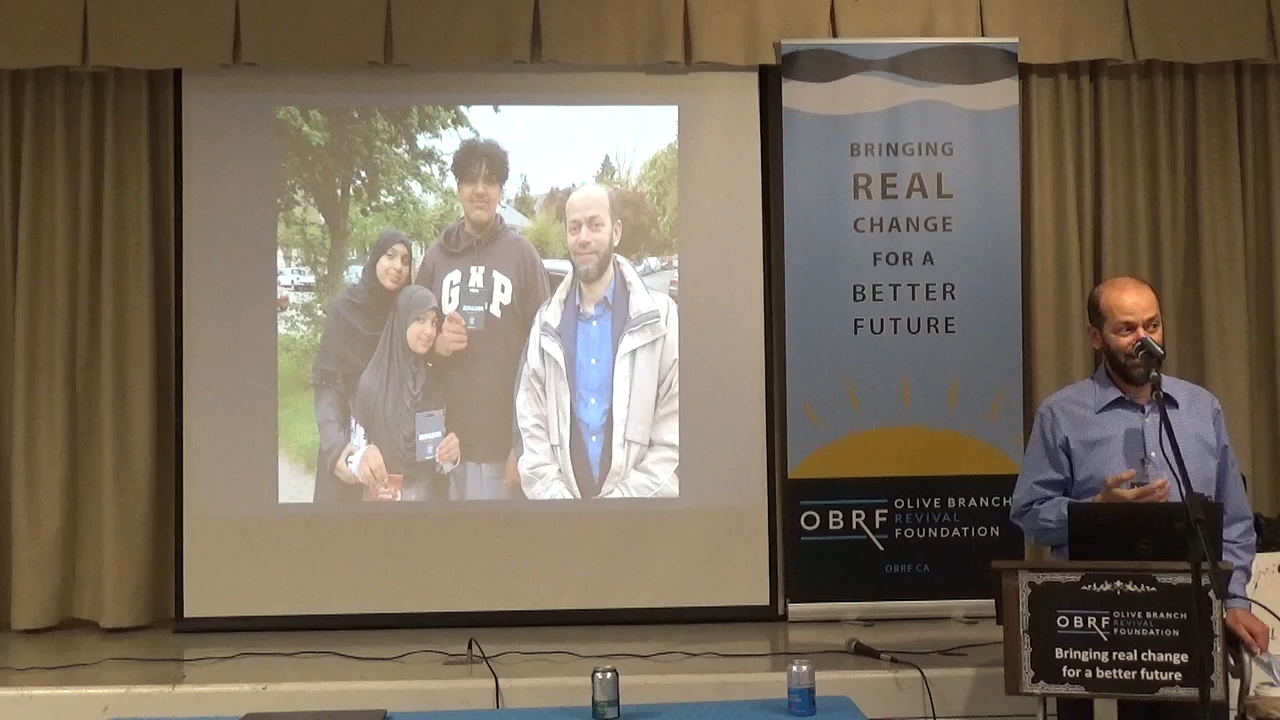 GAP
BRINGING
REAL
CHANGE
FOR A
BETTER
FUTURE
OBRF
OLIVE BRANCH
REVIVAL
FOUNDATION
OBRF.CA
OBRF
OLIVE BRANCH
REVIVAL
FOUNDATION
Bringing real change
for a better future